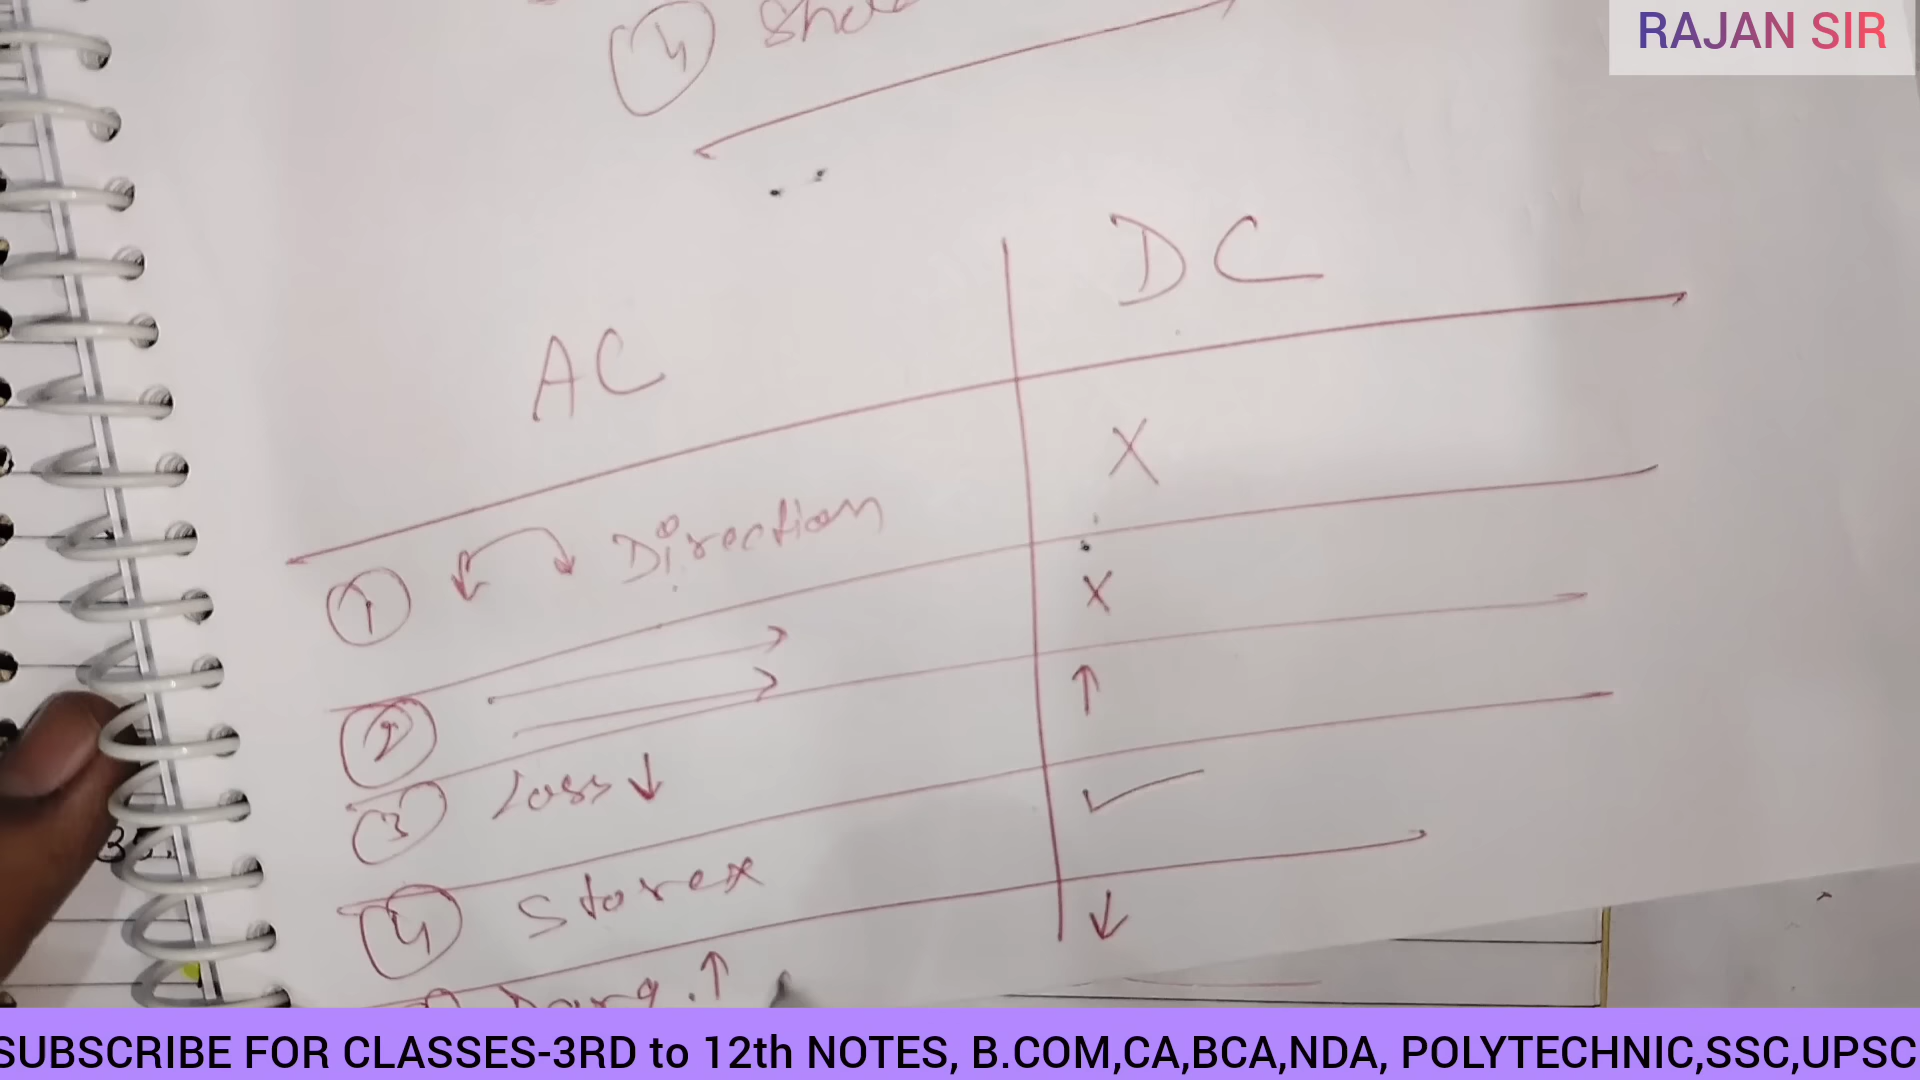 RAJAN SIR
4
AC DC
1 Direction X
2 X
3 Loss ↓ ↑
4 Store x ✓
↑ ↓
SUBSCRIBE FOR CLASSES-3RD to 12th NOTES, B.COM,CA,BCA,NDA, POLYTECHNIC,SSC,UPSC